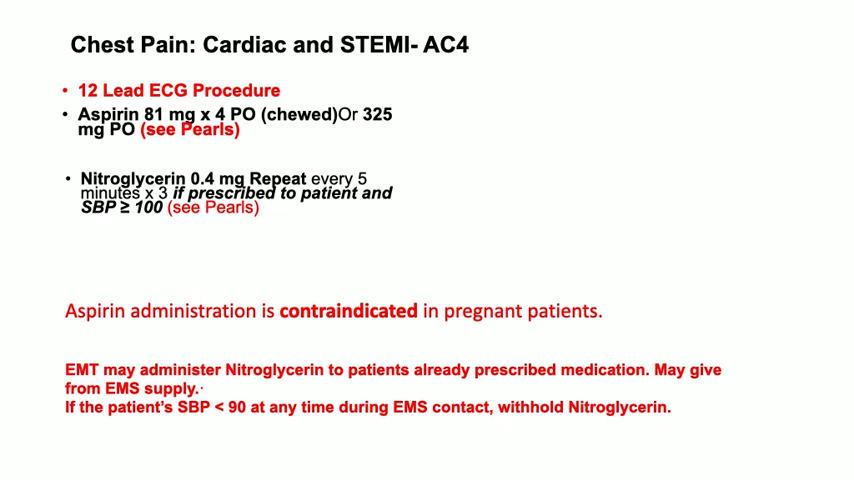 Chest Pain: Cardiac and STEMI- AC4
• 12 Lead ECG Procedure
• Aspirin 81 mg x 4 PO (chewed)Or 325
mg PO (see Pearls)
• Nitroglycerin 0.4 mg Repeat every 5
minutes x 3 if prescribed to patient and
SBP ≥ 100 (see Pearls)
Aspirin administration is contraindicated in pregnant patients.
EMT may administer Nitroglycerin to patients already prescribed medication. May give
from EMS supply.·
If the patient's SBP < 90 at any time during EMS contact, withhold Nitroglycerin.